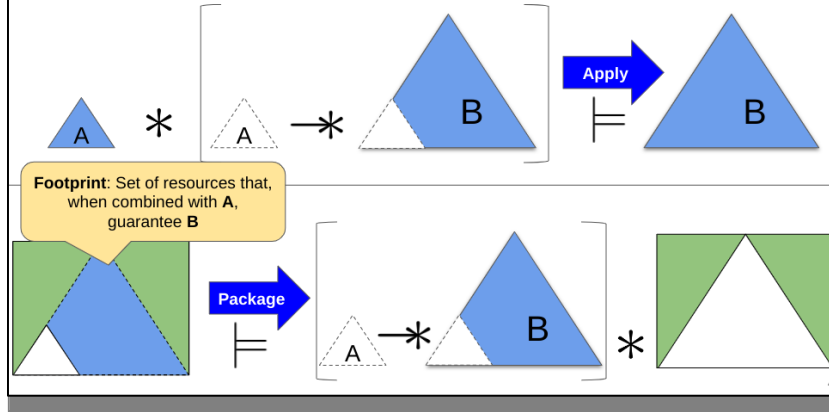 A * A —* B Apply ⊨ B
Footprint: Set of resources that,
when combined with A,
guarantee B
Package ⊨ A —* B *